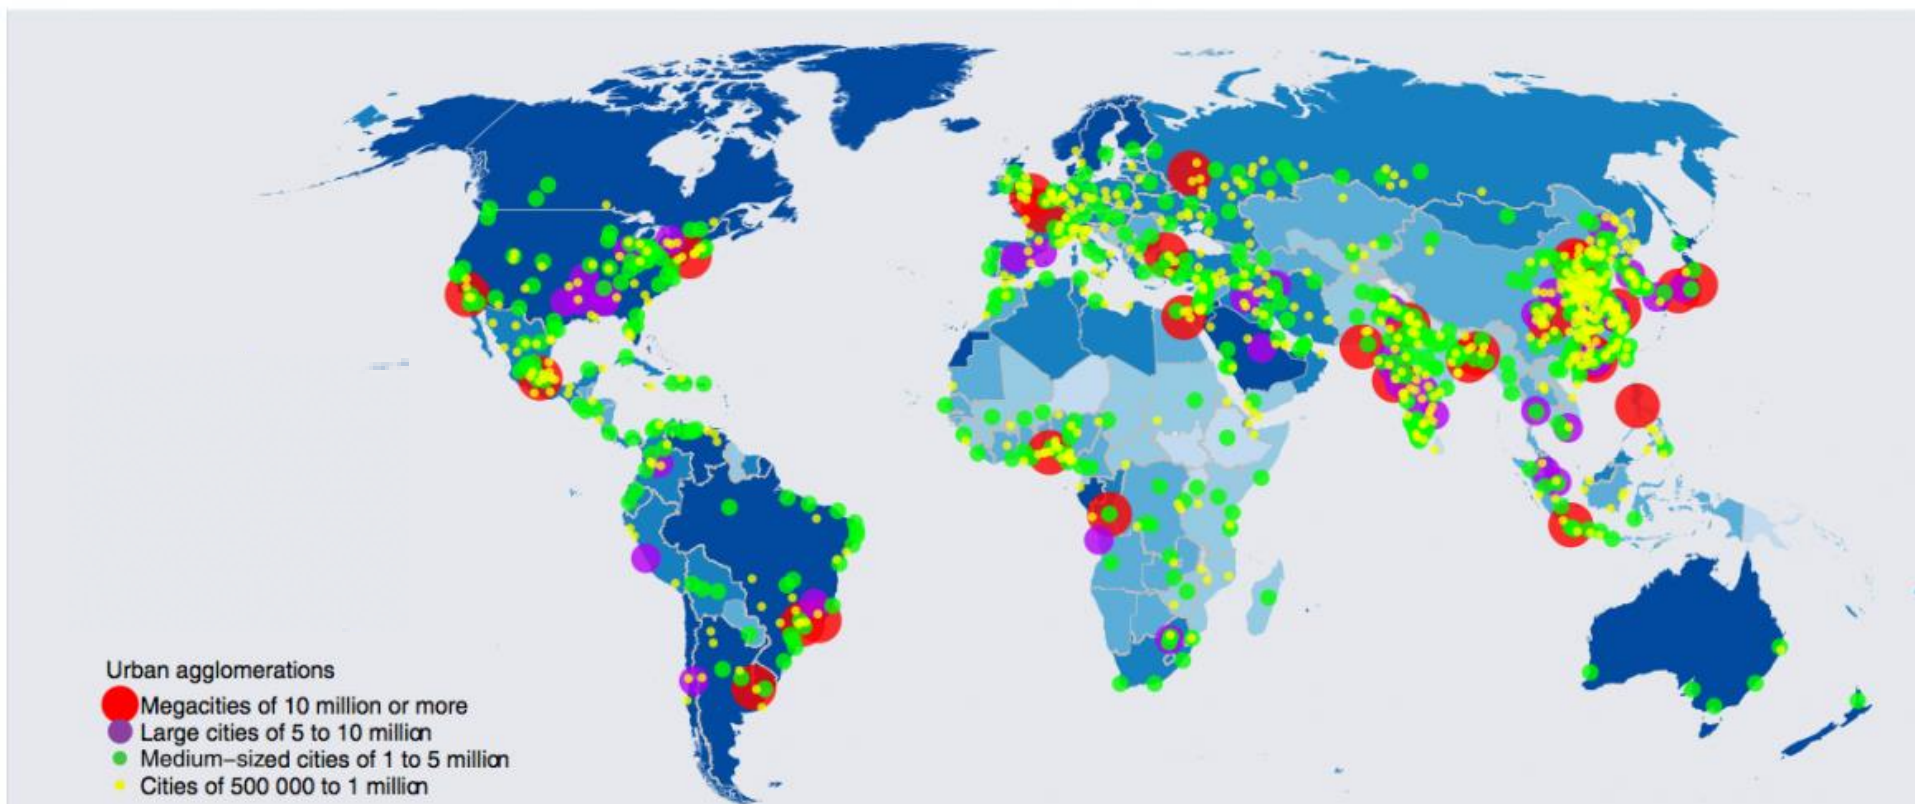 Urban agglomerations
Megacities of 10 million or more
Large cities of 5 to 10 million
Medium-sized cities of 1 to 5 million
Cities of 500 000 to 1 million